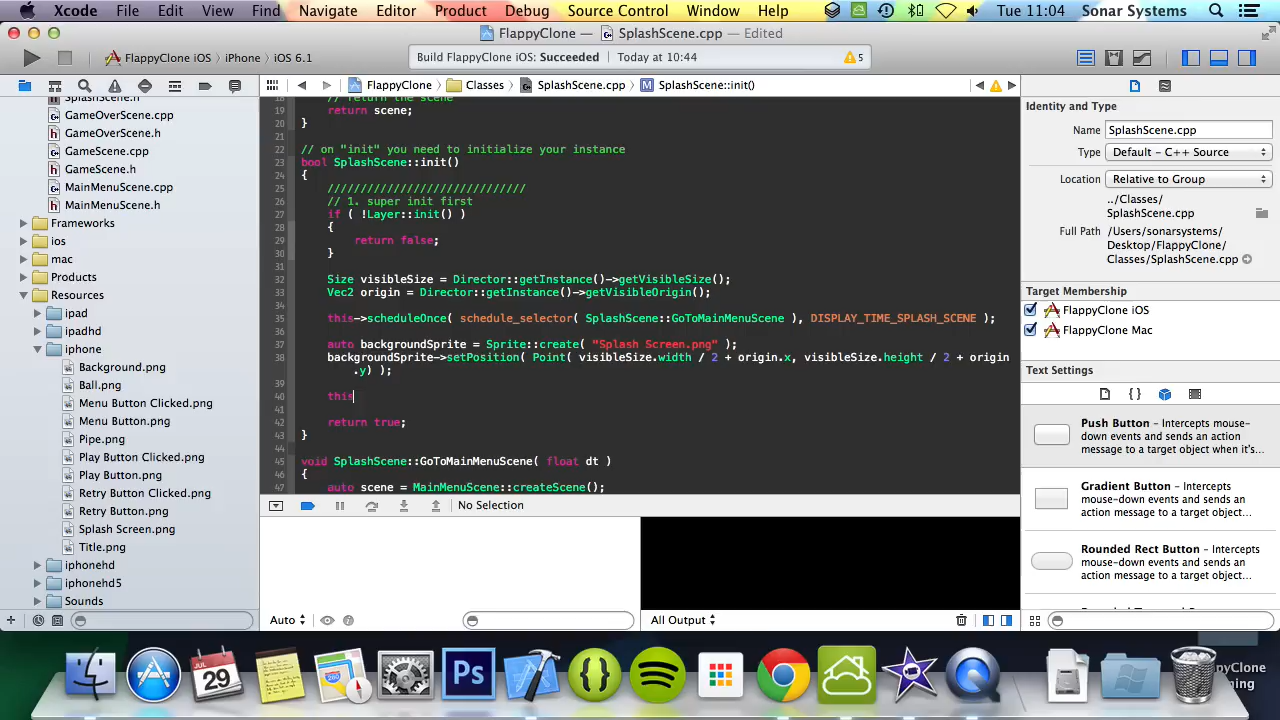 Xcode File Edit View Find Navigate Editor Product Debug Source Control Window Help Tue 11:04 Sonar Systems
FlappyClone — SplashScene.cpp — Edited
FlappyClone iOS iPhone iOS 6.1
Build FlappyClone iOS: Succeeded Today at 10:44 5
FlappyClone Classes SplashScene.cpp M SplashScene::init()
SplashScene.h
GameOverScene.cpp
GameOverScene.h
GameScene.cpp
GameScene.h
MainMenuScene.cpp
MainMenuScene.h
Frameworks
ios
mac
Products
Resources
ipad
ipadhd
iphone
Background.png
Ball.png
Menu Button Clicked.png
Menu Button.png
Pipe.png
Play Button Clicked.png
Play Button.png
Retry Button Clicked.png
Retry Button.png
Splash Screen.png
Title.png
iphonehd
iphonehd5
Sounds
18 // return the scene
19 return scene;
20 }
21
22 // on "init" you need to initialize your instance
23 bool SplashScene::init()
24 {
25 //////////////////////////////
26 // 1. super init first
27 if ( !Layer::init() )
28 {
29 return false;
30 }
31
32 Size visibleSize = Director::getInstance()->getVisibleSize();
33 Vec2 origin = Director::getInstance()->getVisibleOrigin();
34
35 this->scheduleOnce( schedule_selector( SplashScene::GoToMainMenuScene ), DISPLAY_TIME_SPLASH_SCENE );
36
37 auto backgroundSprite = Sprite::create( "Splash Screen.png" );
38 backgroundSprite->setPosition( Point( visibleSize.width / 2 + origin.x, visibleSize.height / 2 + origin
.y) );
39
40 this
41
42 return true;
43 }
44
45 void SplashScene::GoToMainMenuScene( float dt )
46 {
47 auto scene = MainMenuScene::createScene();
No Selection
Auto
All Output
Identity and Type
Name SplashScene.cpp
Type Default - C++ Source
Location Relative to Group
../Classes/
SplashScene.cpp
Full Path /Users/sonarsystems/
Desktop/FlappyClone/
Classes/SplashScene.cpp
Target Membership
FlappyClone iOS
FlappyClone Mac
Text Settings
Push Button - Intercepts mouse-
down events and sends an action
message to a target object when it's...
Gradient Button - Intercepts
mouse-down events and sends an
action message to a target object...
Rounded Rect Button - Intercepts
mouse-down events and sends an
action message to a target object...
JUL
29
Ps